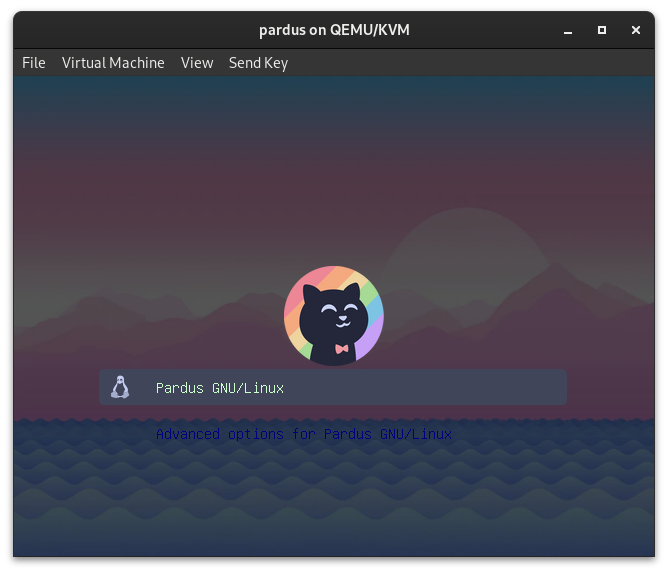 pardus on QEMU/KVM
File Virtual Machine View Send Key
Pardus GNU/Linux
Advanced options for Pardus GNU/Linux